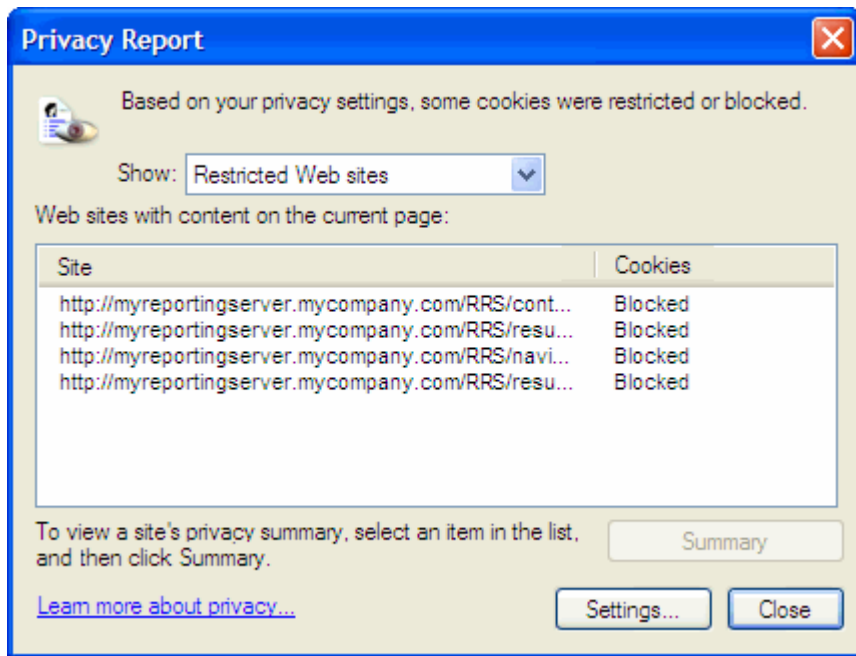 Privacy Report
Based on your privacy settings, some cookies were restricted or blocked.
Show: Restricted Web sites
Web sites with content on the current page:
Site Cookies
http://myreportingserver.mycompany.com/RRS/cont... Blocked
http://myreportingserver.mycompany.com/RRS/resu... Blocked
http://myreportingserver.mycompany.com/RRS/navi... Blocked
http://myreportingserver.mycompany.com/RRS/resu... Blocked
To view a site's privacy summary, select an item in the list,
and then click Summary.
Summary
Learn more about privacy...
Settings... Close